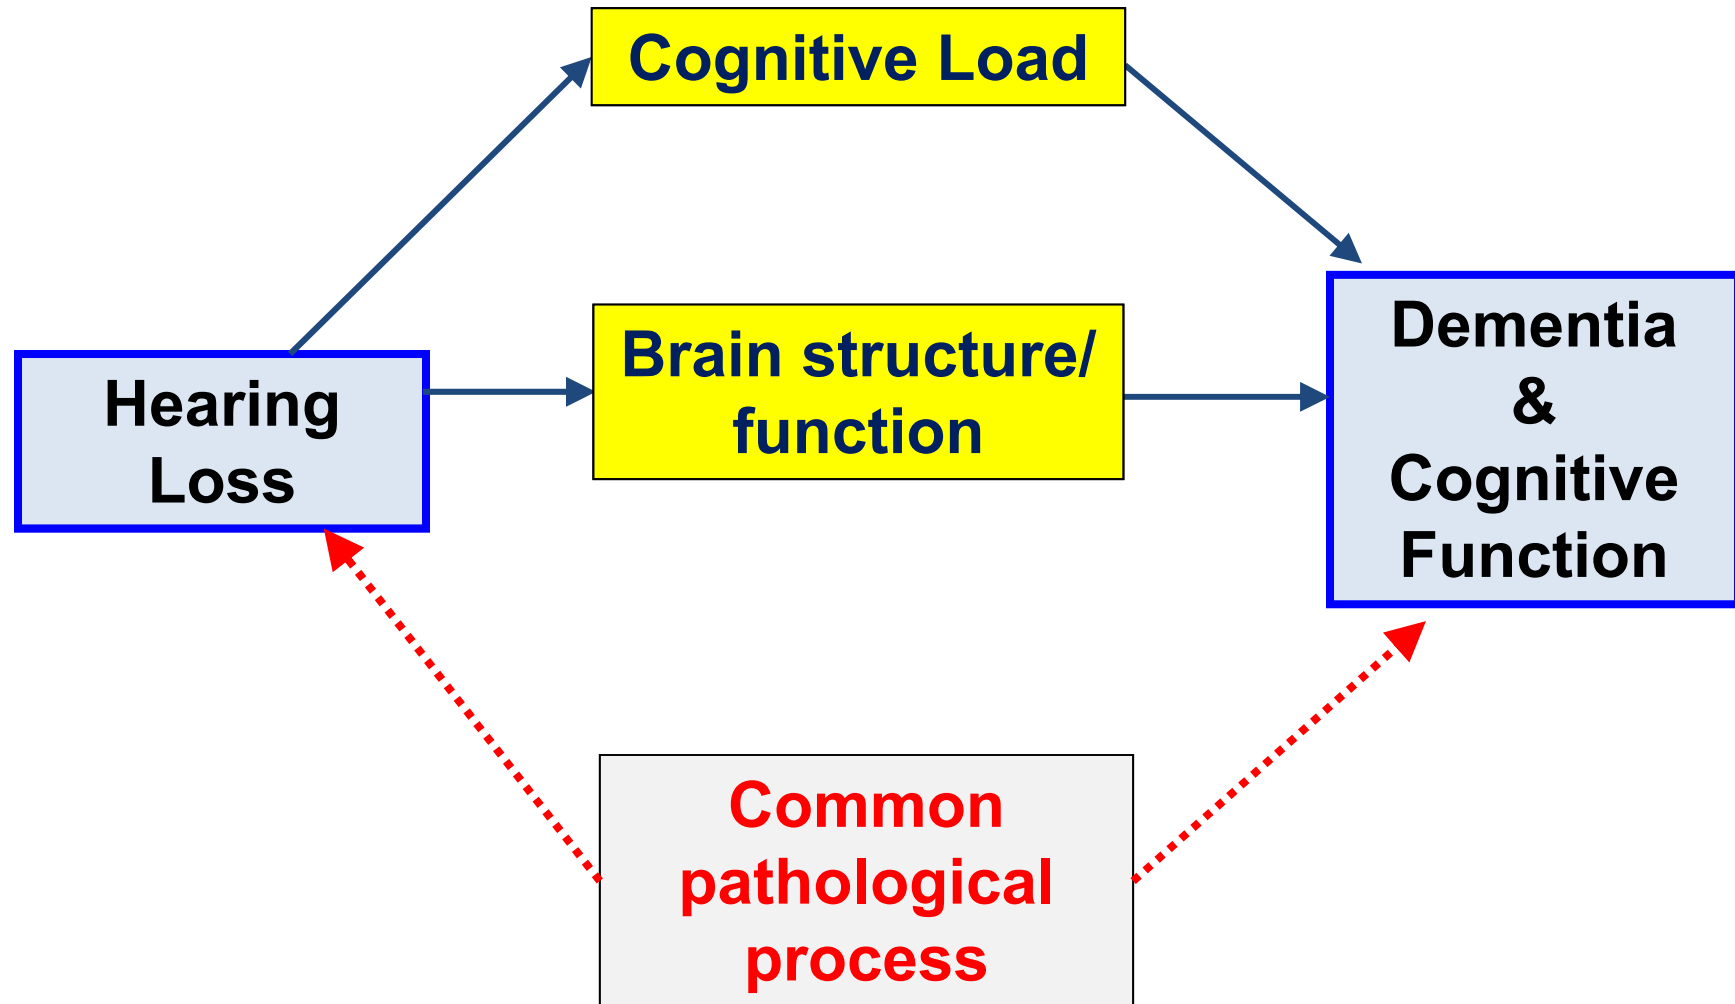 Cognitive Load
Brain structure/
function
Hearing
Loss
Dementia
&
Cognitive
Function
Common
pathological
process